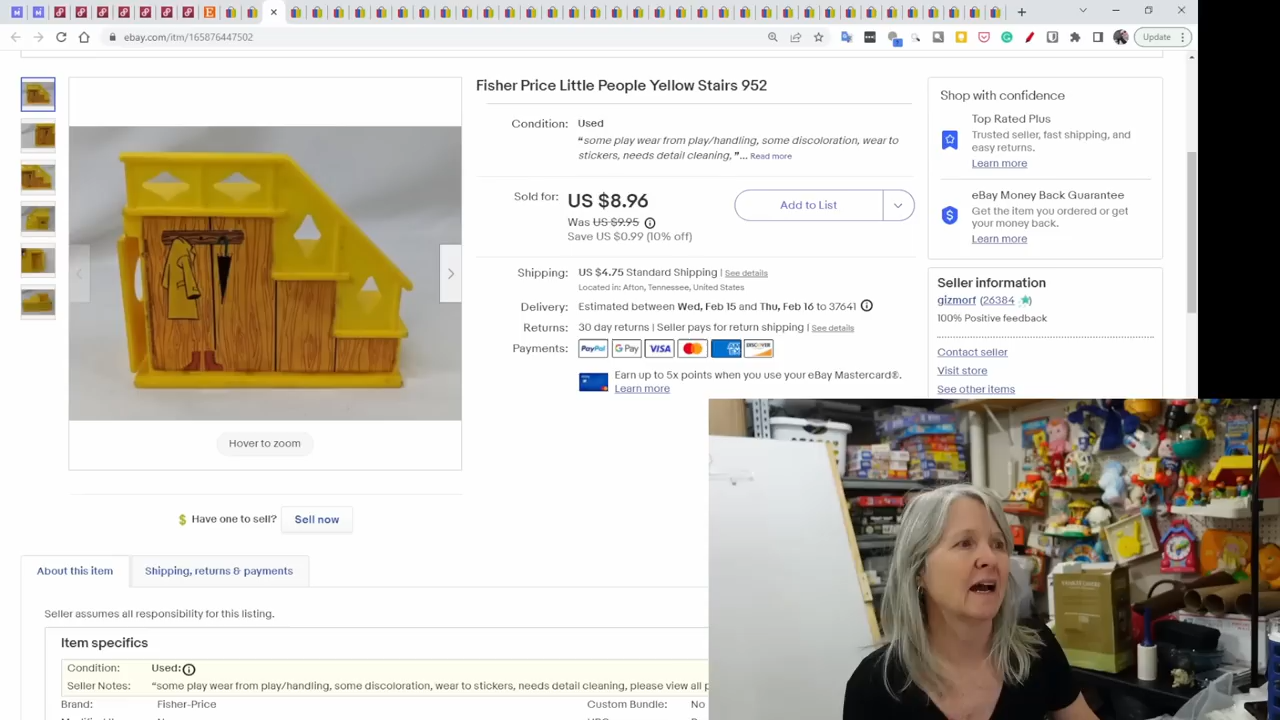 Update
ebay.com/itm/165876447502
Fisher Price Little People Yellow Stairs 952
Condition:
Used
“some play wear from play/handling, some discoloration, wear to
stickers, needs detail cleaning, ”... Read more
Sold for:
US $8.96
Was US $9.95
Save US $0.99 (10% off)
Add to List
Shipping:
US $4.75 Standard Shipping | See details
Located in: Afton, Tennessee, United States
Delivery:
Estimated between Wed, Feb 15 and Thu, Feb 16 to 37641
Returns:
30 day returns | Seller pays for return shipping | See details
Payments:
PayPal
G Pay
VISA
DISCOVER
Earn up to 5x points when you use your eBay Mastercard®.
Learn more
Shop with confidence
Top Rated Plus
Trusted seller, fast shipping, and
easy returns.
Learn more
eBay Money Back Guarantee
Get the item you ordered or get
your money back.
Learn more
Seller information
gizmorf (26384 )
100% Positive feedback
Contact seller
Visit store
See other items
Hover to zoom
Have one to sell?
Sell now
About this item
Shipping, returns & payments
Seller assumes all responsibility for this listing.
Item specifics
Condition:
Used:
Seller Notes:
“some play wear from play/handling, some discoloration, wear to stickers, needs detail cleaning, please view all p
Brand:
Fisher-Price
Custom Bundle:
No